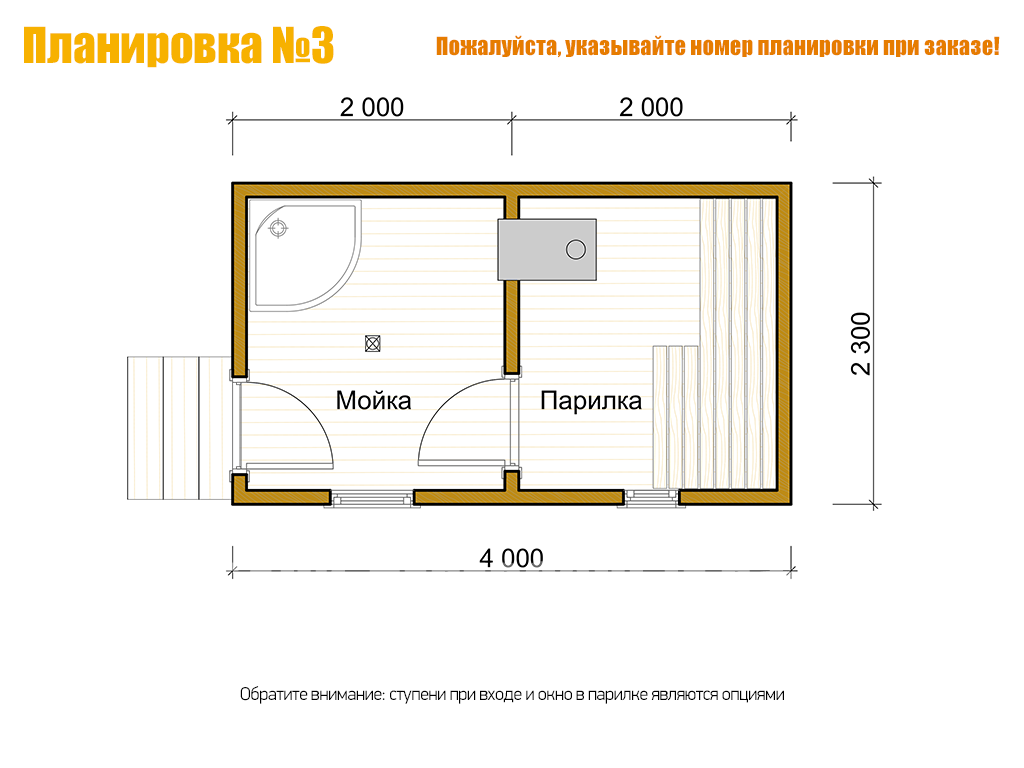 Планировка №3
Пожалуйста, указывайте номер планировки при заказе!
2 000
2 000
2 300
Мойка
Парилка
4 000
Обратите внимание: ступени при входе и окно в парилке являются опциями